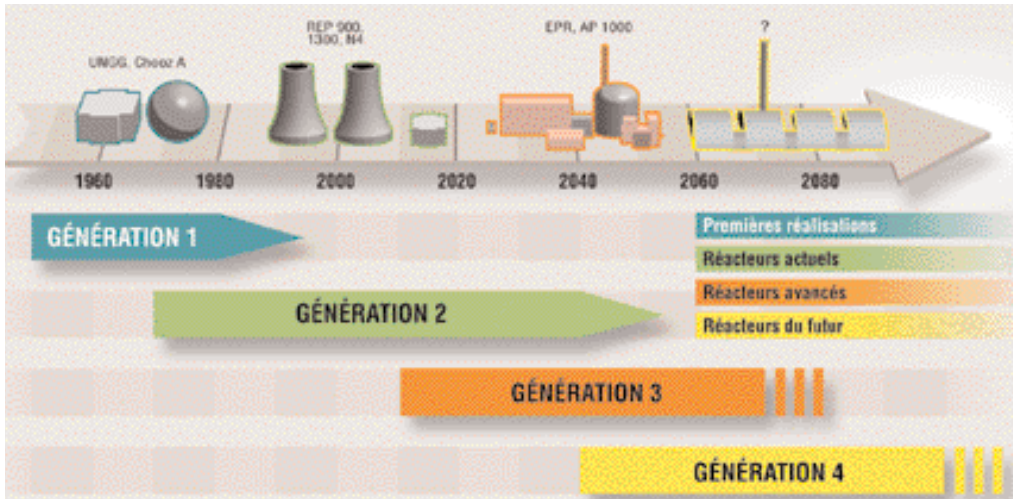 REP 900,
1300, N4
EPR, AP 1000
?
UNGG, Chooz A
1960
1980
2000
2020
2040
2060
2080
GÉNÉRATION 1
Premières réalisations
Réacteurs actuels
Réacteurs avancés
Réacteurs du futur
GÉNÉRATION 2
GÉNÉRATION 3
GÉNÉRATION 4